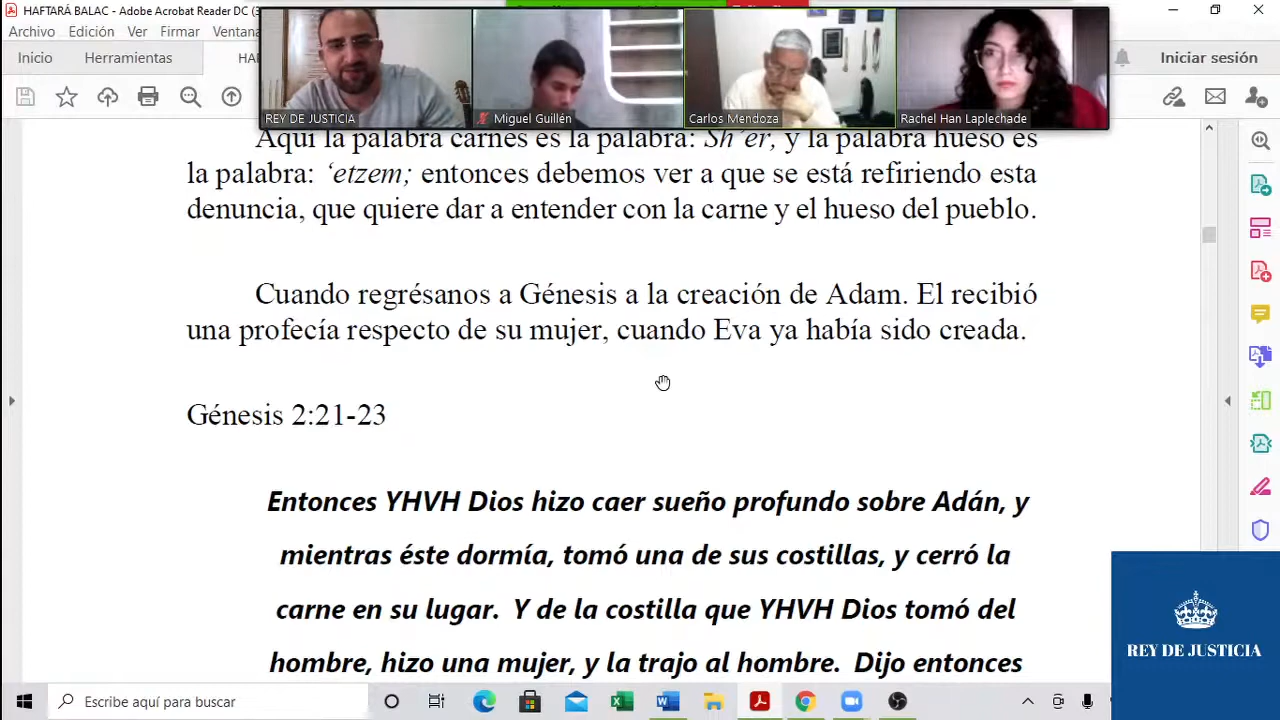 HAFTARÁ BALAC - Adobe Acrobat Reader DC (3
Archivo Edición Ver Firmar Ventana
Inicio Herramientas HA
Iniciar sesión
REY DE JUSTICIA
Miguel Guillén
Carlos Mendoza
Rachel Han Laplechade
Aquí la palabra carnes es la palabra: Sh’er, y la palabra hueso es
la palabra: ‘etzem; entonces debemos ver a que se está refiriendo esta
denuncia, que quiere dar a entender con la carne y el hueso del pueblo.
Cuando regrésanos a Génesis a la creación de Adam. El recibió
una profecía respecto de su mujer, cuando Eva ya había sido creada.
Génesis 2:21-23
Entonces YHVH Dios hizo caer sueño profundo sobre Adán, y
mientras éste dormía, tomó una de sus costillas, y cerró la
carne en su lugar. Y de la costilla que YHVH Dios tomó del
hombre, hizo una mujer, y la trajo al hombre. Dijo entonces
REY DE JUSTICIA
Escribe aquí para buscar